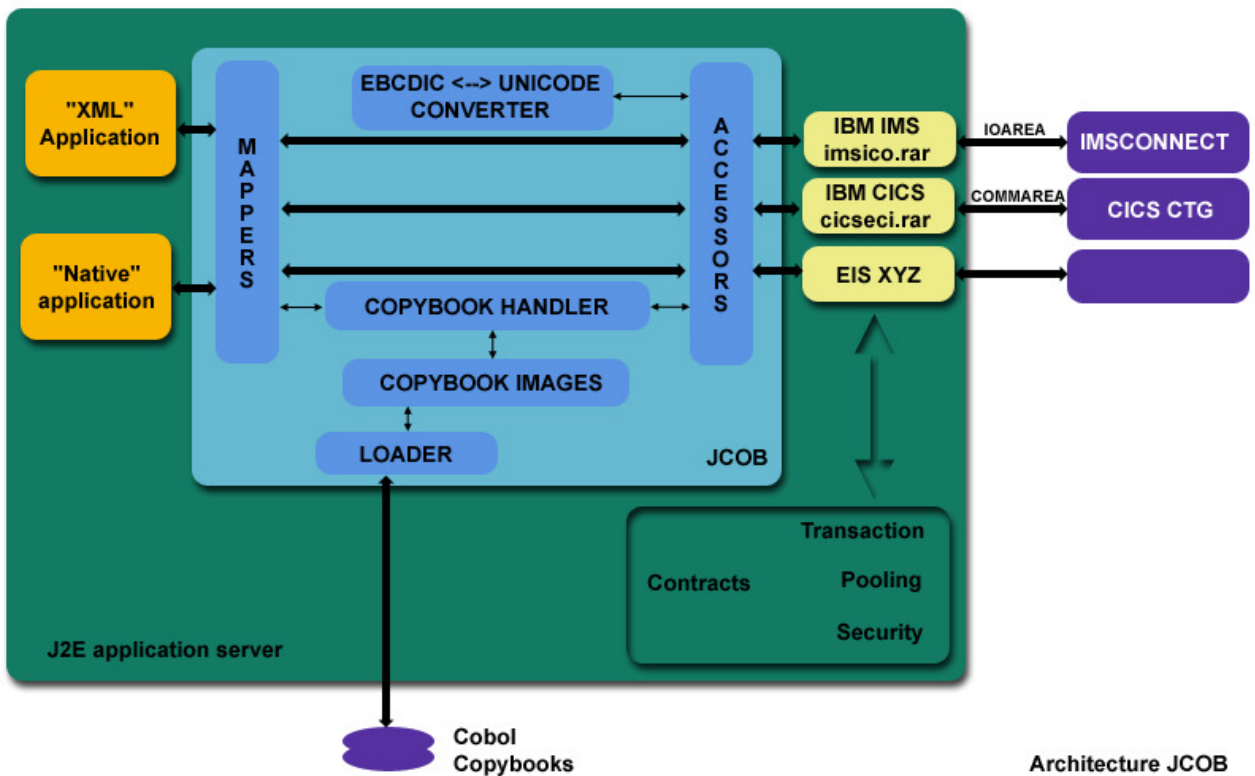 "XML"
Application
"Native"
application
MAPPERS
EBCDIC <--> UNICODE
CONVERTER
ACCESSORS
COPYBOOK HANDLER
COPYBOOK IMAGES
LOADER
JCOB
IBM IMS
imsico.rar
IBM CICS
cicseci.rar
EIS XYZ
IOAREA
COMMAREA
IMSCONNECT
CICS CTG
Transaction
Contracts
Pooling
Security
J2E application server
Cobol
Copybooks
Architecture JCOB